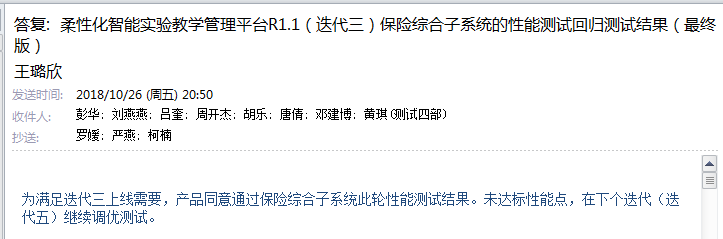 答复: 柔性化智能实验教学管理平台R1.1（迭代三）保险综合子系统的性能测试回归测试结果（最终
版）
王璐欣
发送时间: 2018/10/26 (周五) 20:50
收件人: 彭华; 刘燕燕; 吕奎; 周开杰; 胡乐; 唐倩; 邓建博; 黄琪(测试四部)
抄送: 罗媛; 严燕; 柯楠
为满足迭代三上线需要，产品同意通过保险综合子系统此轮性能测试结果。未达标性能点，在下个迭代（迭
代五）继续调优测试。